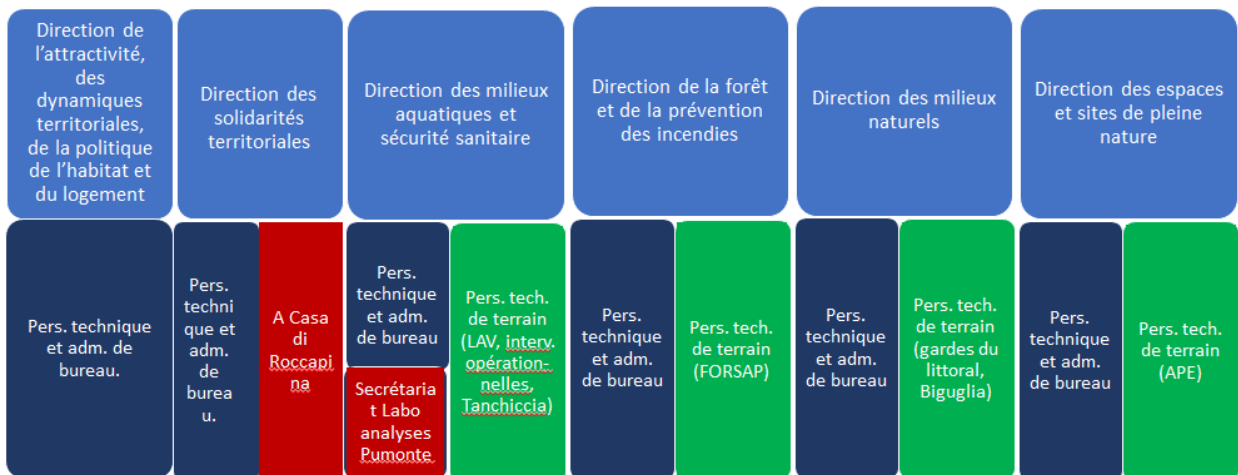 Direction de
l’attractivité,
des
dynamiques
territoriales,
de la politique
de l’habitat et
du logement
Direction des
solidarités
territoriales
Direction des milieux
aquatiques et
sécurité sanitaire
Direction de la forêt
et de la prévention
des incendies
Direction des milieux
naturels
Direction des espaces
et sites de pleine
nature
Pers. technique
et adm. de
bureau.
Pers.
techni
que et
adm.
de
burea
u.
A Casa
di
Roccapi
na
Pers.
technique
et adm.
de bureau
Secrétaria
t Labo
analyses
Pumonte
Pers. tech.
de terrain
(LAV, interv.
opération-
nelles,
Tanchiccia)
Pers.
technique
et adm.
de bureau
Pers. tech.
de terrain
(FORSAP)
Pers.
technique
et adm.
de bureau
Pers. tech.
de terrain
(gardes du
littoral,
Biguglia)
Pers.
technique
et adm.
de bureau
Pers. tech.
de terrain
(APE)